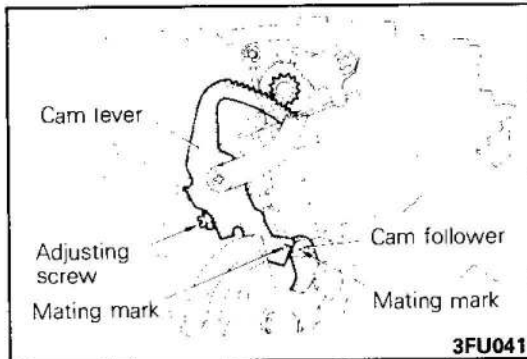 Cam lever
Adjusting
screw
Mating mark
Cam follower
Mating mark
3FU041